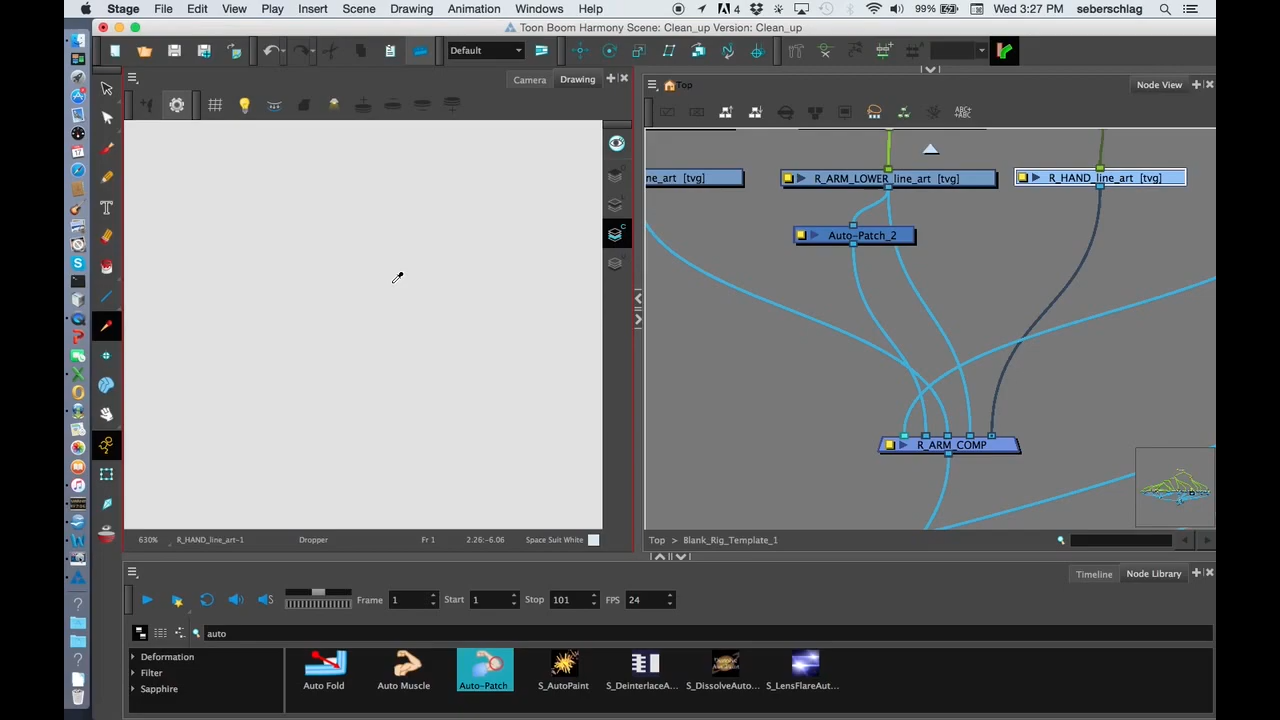 Stage File Edit View Play Insert Scene Drawing Animation Windows Help 4 99% Wed 3:27 PM seberschlag
Toon Boom Harmony Scene: Clean_up Version: Clean_up
Default
Camera Drawing
Top Node View
ABC+
ABC+
ne_art [tvg] R_ARM_LOWER_line_art [tvg] R_HAND_line_art [tvg]
Auto-Patch_2
R_ARM_COMP
630% R_HAND_line_art-1 Dropper Fr 1 2.26:-6.06 Space Suit White
Top > Blank_Rig_Template_1
Timeline Node Library
Frame 1 Start 1 Stop 101 FPS 24
auto
Deformation
Filter
Sapphire
Auto Fold Auto Muscle Auto-Patch S_AutoPaint S_DeinterlaceA... S_DissolveAuto... S_LensFlareAut...